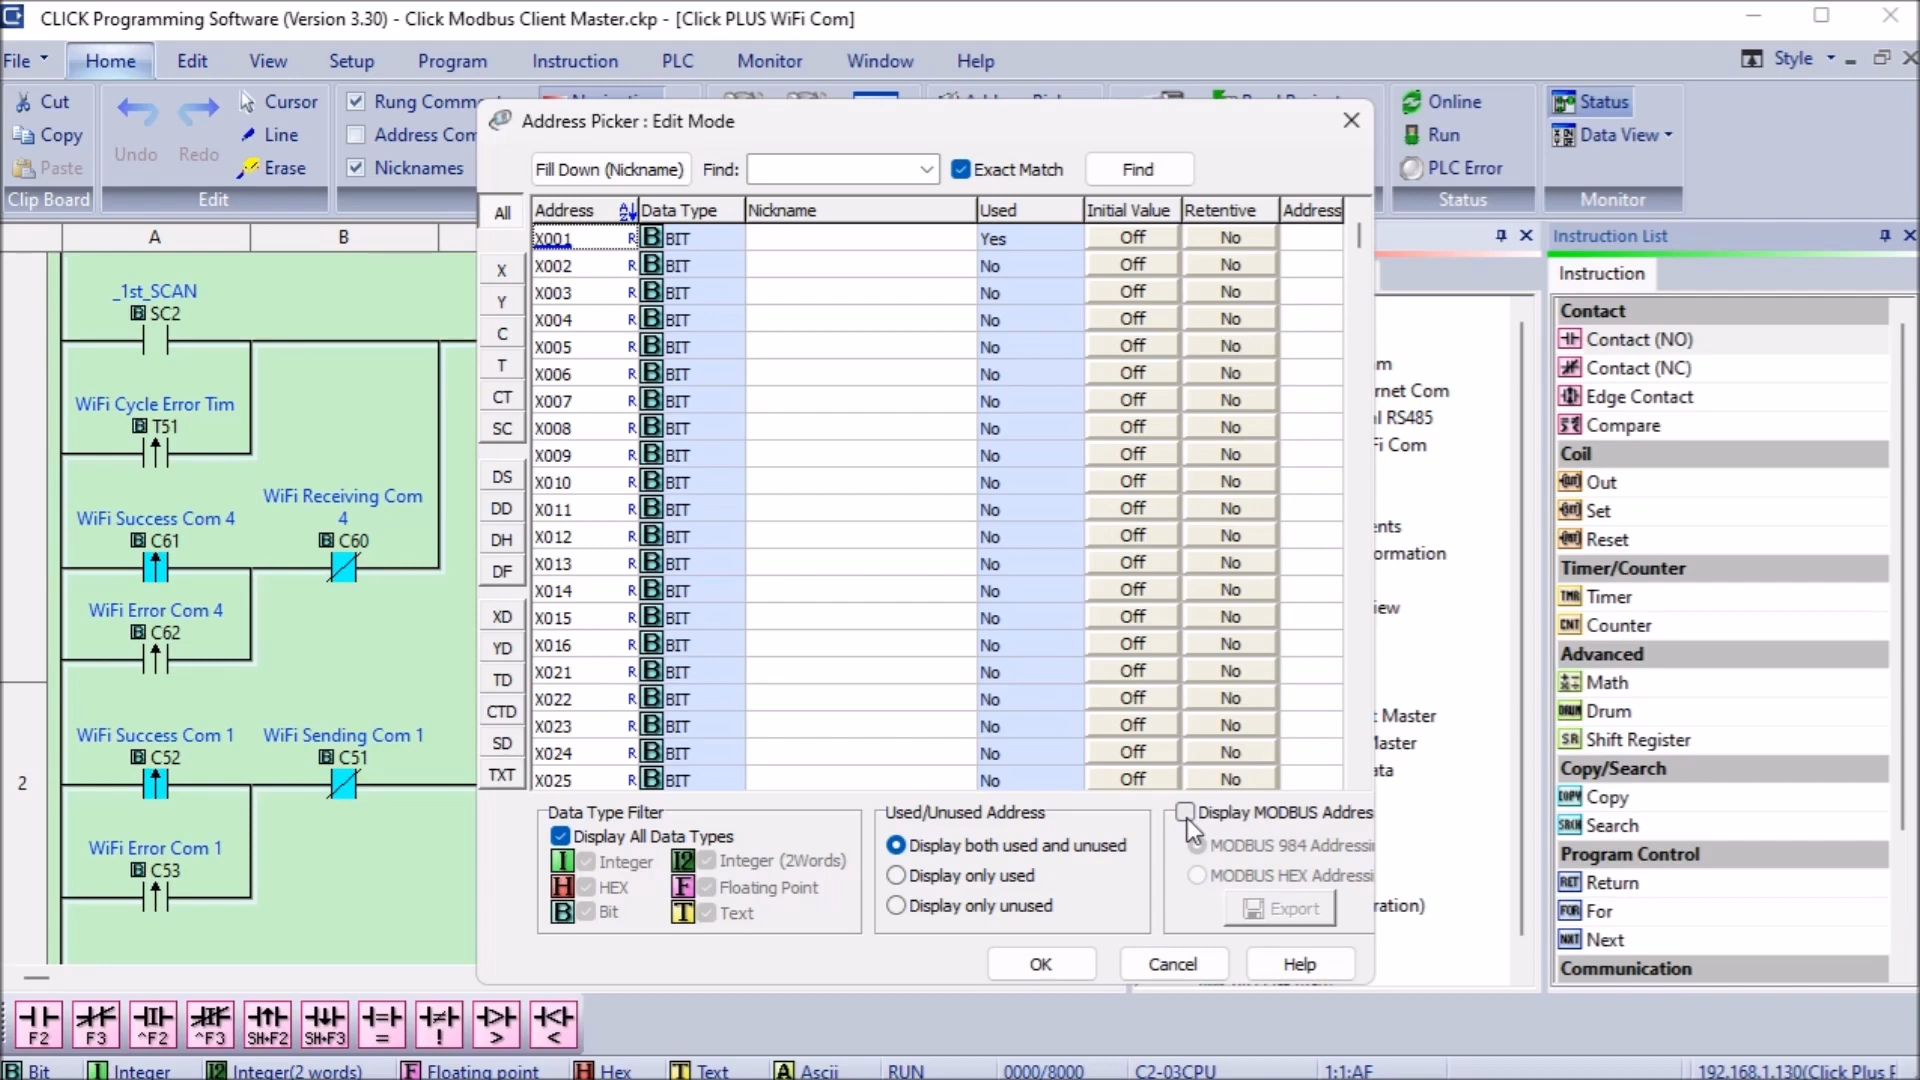 CLICK Programming Software (Version 3.30) - Click Modbus Client Master.ckp - [Click PLUS WiFi Com]
File Home Edit View Setup Program Instruction PLC Monitor Window Help Style
Cut
Copy
Paste
Clip Board
Undo Redo
Cursor
Line
Erase
Edit
Rung Comme
Address Com
Nicknames
Online
Run
PLC Error
Status
Status
Data View
Monitor
Address Picker : Edit Mode
Fill Down (Nickname) Find: Exact Match Find
All
X
Y
C
T
CT
SC
DS
DD
DH
DF
XD
YD
TD
CTD
SD
TXT
Address Data Type Nickname Used Initial Value Retentive Address
X001 R B BIT Yes Off No
X002 R B BIT No Off No
X003 R B BIT No Off No
X004 R B BIT No Off No
X005 R B BIT No Off No
X006 R B BIT No Off No
X007 R B BIT No Off No
X008 R B BIT No Off No
X009 R B BIT No Off No
X010 R B BIT No Off No
X011 R B BIT No Off No
X012 R B BIT No Off No
X013 R B BIT No Off No
X014 R B BIT No Off No
X015 R B BIT No Off No
X016 R B BIT No Off No
X021 R B BIT No Off No
X022 R B BIT No Off No
X023 R B BIT No Off No
X024 R B BIT No Off No
X025 R B BIT No Off No
Data Type Filter
Display All Data Types
I Integer I2 Integer (2Words)
H HEX F Floating Point
B Bit T Text
Used/Unused Address
Display both used and unused
Display only used
Display only unused
Display MODBUS Addres
MODBUS 984 Addressi
MODBUS HEX Addressi
Export
OK Cancel Help
A B
_1st_SCAN
B SC2
WiFi Cycle Error Tim
B T51
WiFi Success Com 4
B C61
WiFi Receiving Com
4
B C60
WiFi Error Com 4
B C62
2
WiFi Success Com 1
B C52
WiFi Sending Com 1
B C51
WiFi Error Com 1
B C53
m
rnet Com
l RS485
Fi Com
nts
ormation
iew
t Master
Master
ta
ration)
Instruction List
Instruction
Contact
Contact (NO)
Contact (NC)
Edge Contact
Compare
Coil
OUT Out
SET Set
RST Reset
Timer/Counter
TMR Timer
CNT Counter
Advanced
Math
DRUM Drum
SR Shift Register
Copy/Search
COPY Copy
SRCH Search
Program Control
RET Return
FOR For
NXT Next
Communication
F2 F3 ^F2 ^F3 SH+F2 SH+F3 = ! > <
B Bit I Integer I2 Integer(2 words) F Floating point H Hex T Text A Ascii RUN 0000/8000 C2-03CPU 1:1:AF 192.168.1.130(Click Plus F